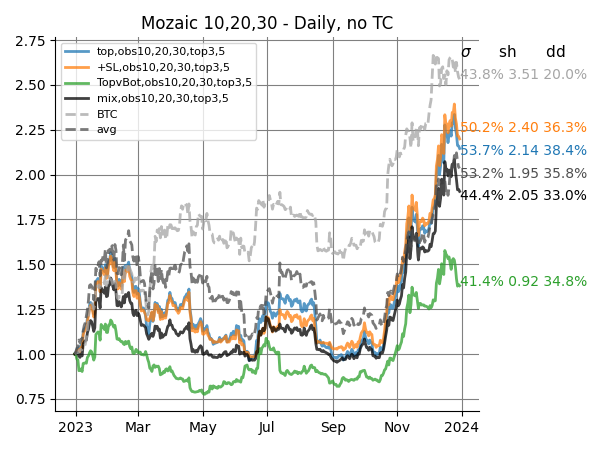 Mozaic 10,20,30 - Daily, no TC
top,obs10,20,30,top3,5
+SL,obs10,20,30,top3,5
TopvBot,obs10,20,30,top3,5
mix,obs10,20,30,top3,5
BTC
avg
σ sh dd
43.8% 3.51 20.0%
50.2% 2.40 36.3%
53.7% 2.14 38.4%
53.2% 1.95 35.8%
44.4% 2.05 33.0%
41.4% 0.92 34.8%
2.75
2.50
2.25
2.00
1.75
1.50
1.25
1.00
0.75
2023 Mar May Jul Sep Nov 2024